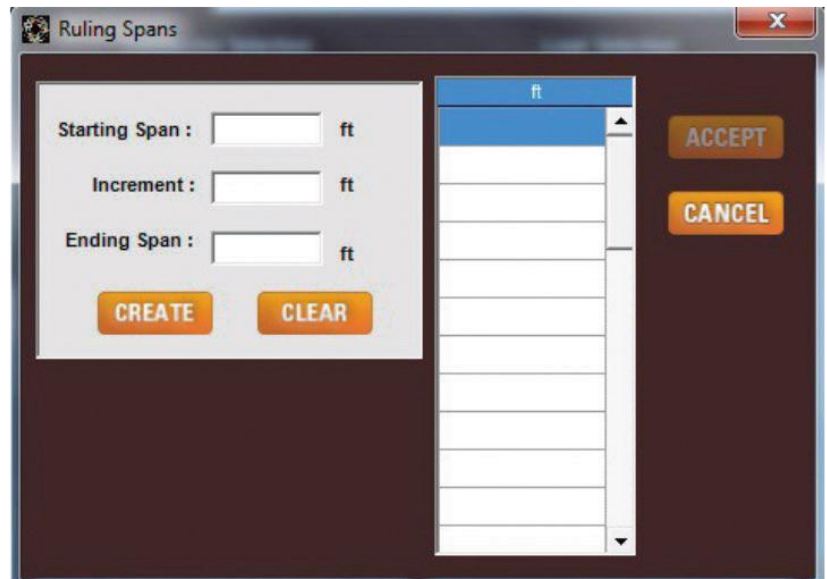 Ruling Spans
X
Starting Span : ft
Increment : ft
Ending Span : ft
CREATE CLEAR
ft
ACCEPT
CANCEL